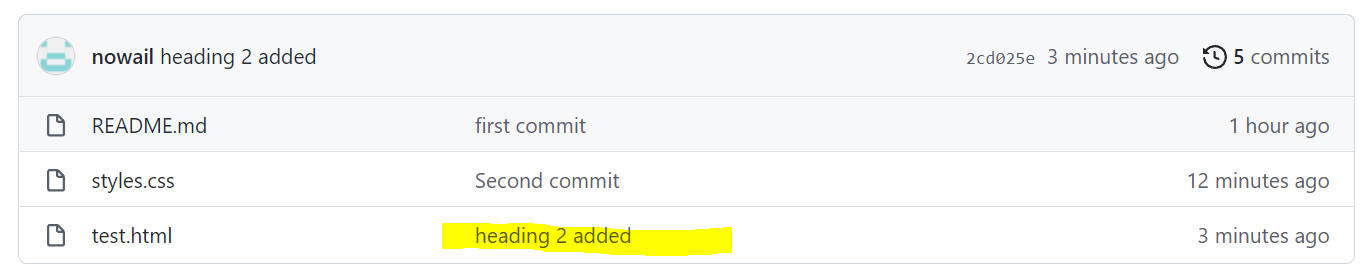 nowail heading 2 added 2cd025e 3 minutes ago 5 commits
README.md first commit 1 hour ago
styles.css Second commit 12 minutes ago
test.html heading 2 added 3 minutes ago